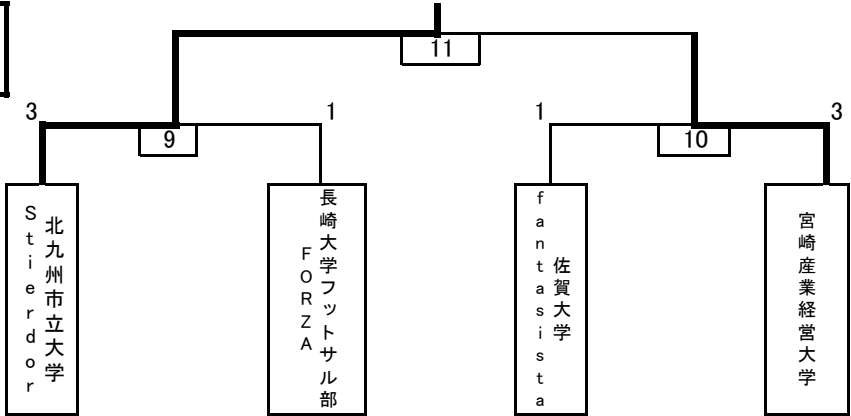 11
3
1
1
3
9
10
北九州市立大学
Stierdor
長崎大学フットサル部
FORZA
佐賀大学
fantasista
宮崎産業経営大学